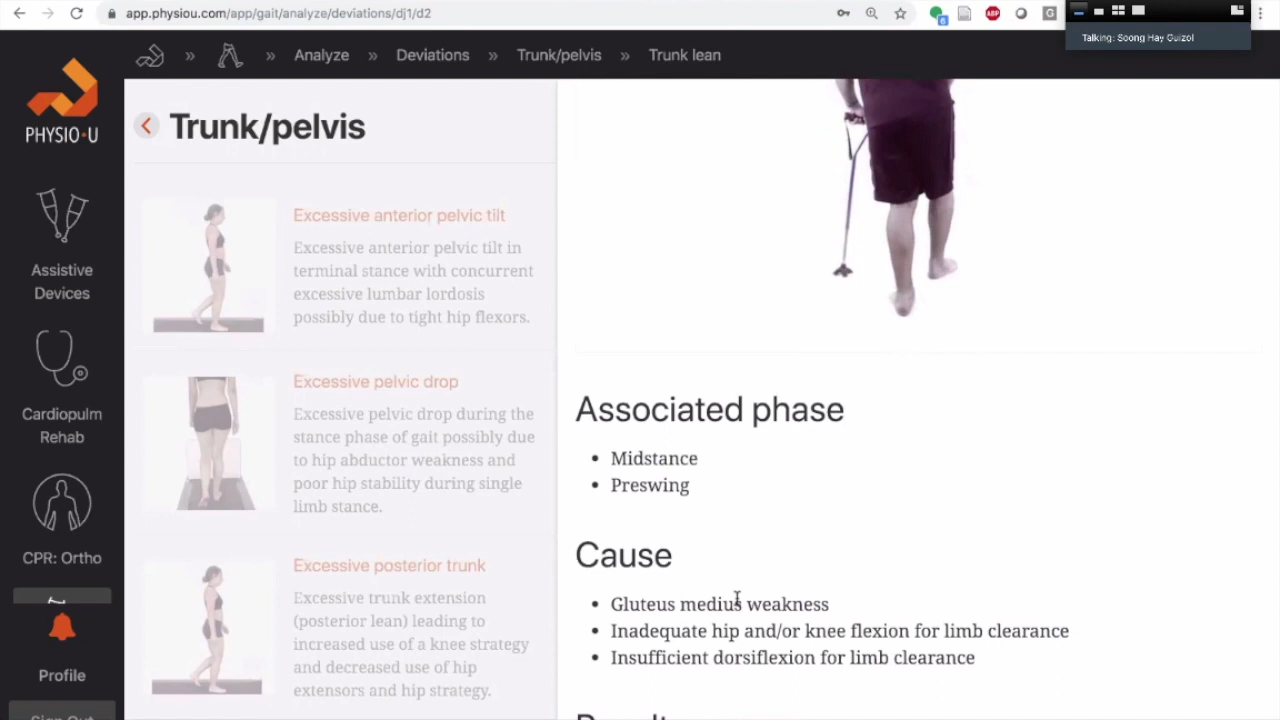 app.physiou.com/app/gait/analyze/deviations/dj1/d2
6
ABP
G
Talking: Soong Hay Guizol
» » Analyze » Deviations » Trunk/pelvis » Trunk lean
PHYSIO·U
Assistive
Devices
Cardiopulm
Rehab
CPR: Ortho
Profile
Sign Out
Trunk/pelvis
Excessive anterior pelvic tilt
Excessive anterior pelvic tilt in
terminal stance with concurrent
excessive lumbar lordosis
possibly due to tight hip flexors.
Excessive pelvic drop
Excessive pelvic drop during the
stance phase of gait possibly due
to hip abductor weakness and
poor hip stability during single
limb stance.
Excessive posterior trunk
Excessive trunk extension
(posterior lean) leading to
increased use of a knee strategy
and decreased use of hip
extensors and hip strategy.
Associated phase
• Midstance
• Preswing
Cause
• Gluteus medius weakness
• Inadequate hip and/or knee flexion for limb clearance
• Insufficient dorsiflexion for limb clearance